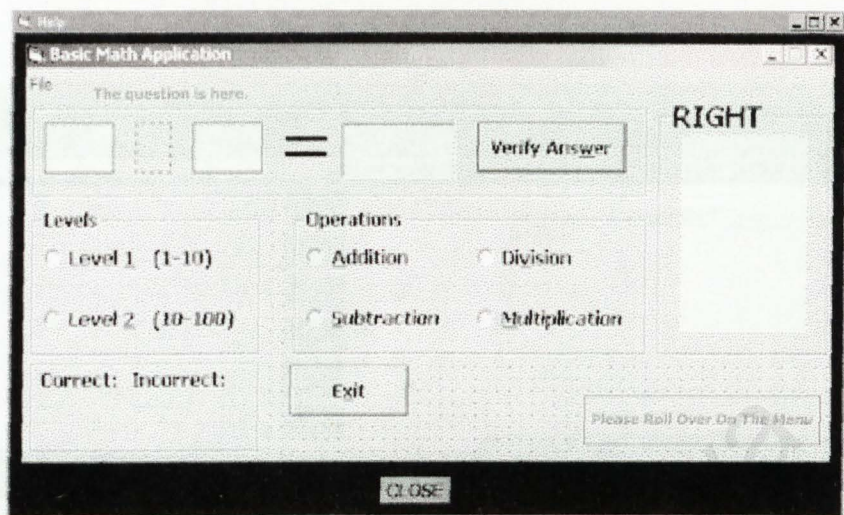 Help
Basic Math Application
File
The question is here.
RIGHT
=
Verify Answer
Levels
Operations
Level 1 (1-10)
Addition
Division
Level 2 (10-100)
Subtraction
Multiplication
Correct: Incorrect:
Exit
Please Roll Over On The Menu
CLOSE